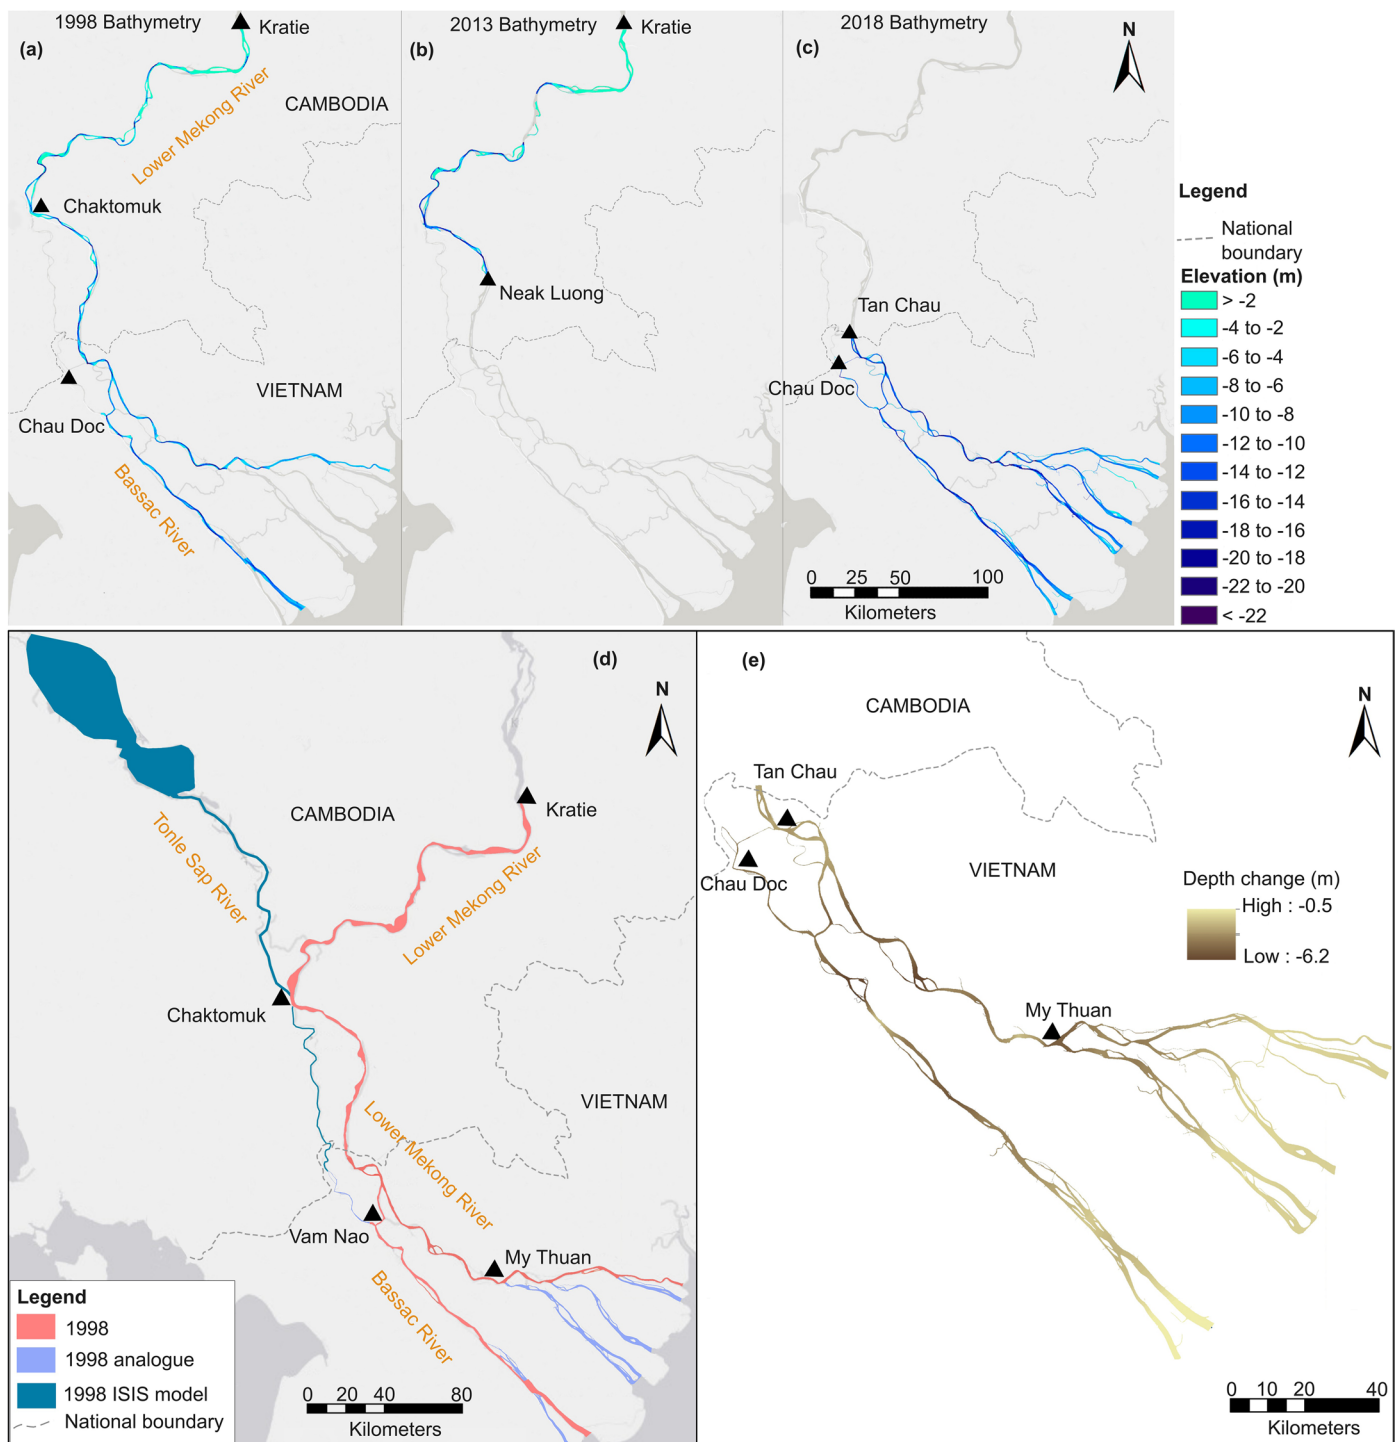 1998 Bathymetry
(a)
Kratie
CAMBODIA
Lower Mekong River
Chaktomuk
VIETNAM
Chau Doc
Bassac River
2013 Bathymetry
(b)
Kratie
Neak Luong
2018 Bathymetry
(c)
N
Tan Chau
Chau Doc
0 25 50 100
Kilometers
Legend
National
boundary
Elevation (m)
> -2
-4 to -2
-6 to -4
-8 to -6
-10 to -8
-12 to -10
-14 to -12
-16 to -14
-18 to -16
-20 to -18
-22 to -20
< -22
(d)
N
CAMBODIA
Kratie
Tonle Sap River
Lower Mekong River
Chaktomuk
VIETNAM
Lower Mekong River
Vam Nao
My Thuan
Bassac River
Legend
1998
1998 analogue
1998 ISIS model
National boundary
0 20 40 80
Kilometers
(e)
N
CAMBODIA
Tan Chau
VIETNAM
Chau Doc
Depth change (m)
High : -0.5
Low : -6.2
My Thuan
0 10 20 40
Kilometers